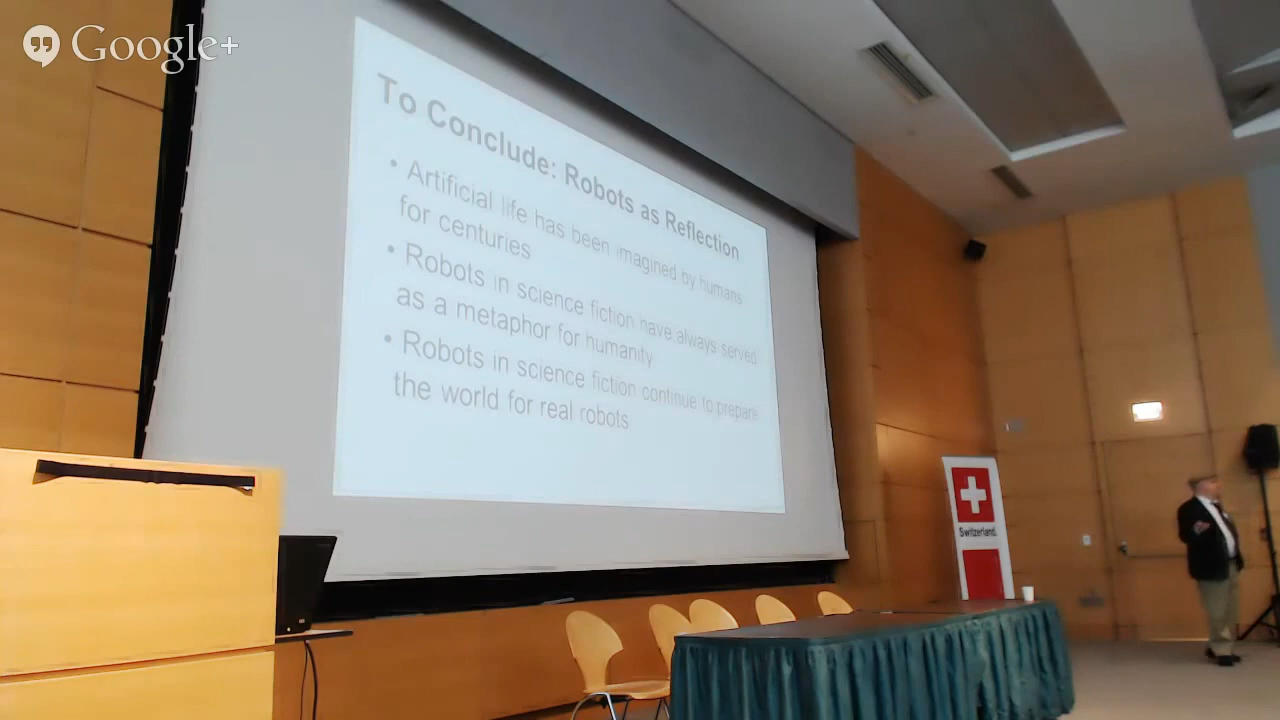 Google+
To Conclude: Robots as Reflection
• Artificial life has been imagined by humans
for centuries
• Robots in science fiction have always served
as a metaphor for humanity
• Robots in science fiction continue to prepare
the world for real robots
Switzerland.